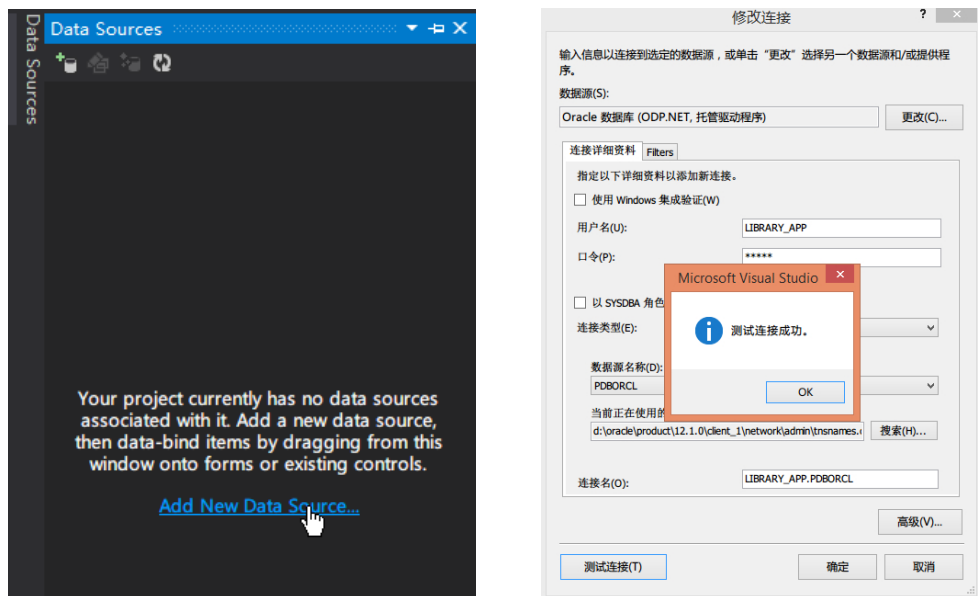 Data Sources
Data Sources
Your project currently has no data sources
associated with it. Add a new data source,
then data-bind items by dragging from this
window onto forms or existing controls.
Add New Data Source...
修改连接
?
输入信息以连接到选定的数据源，或单击“更改”选择另一个数据源和/或提供程
序。
数据源(S):
Oracle 数据库 (ODP.NET, 托管驱动程序)
更改(C)...
连接详细资料 Filters
指定以下详细资料以添加新连接。
使用 Windows 集成验证(W)
用户名(U): LIBRARY_APP
口令(P): *****
Microsoft Visual Studio
测试连接成功。
OK
以 SYSDBA 角色
连接类型(E):
数据源名称(D):
PDBORCL
当前正在使用的
d:\oracle\product\12.1.0\client_1\network\admin\tnsnames.
搜索(H)...
连接名(O): LIBRARY_APP.PDBORCL
高级(V)...
测试连接(T) 确定 取消